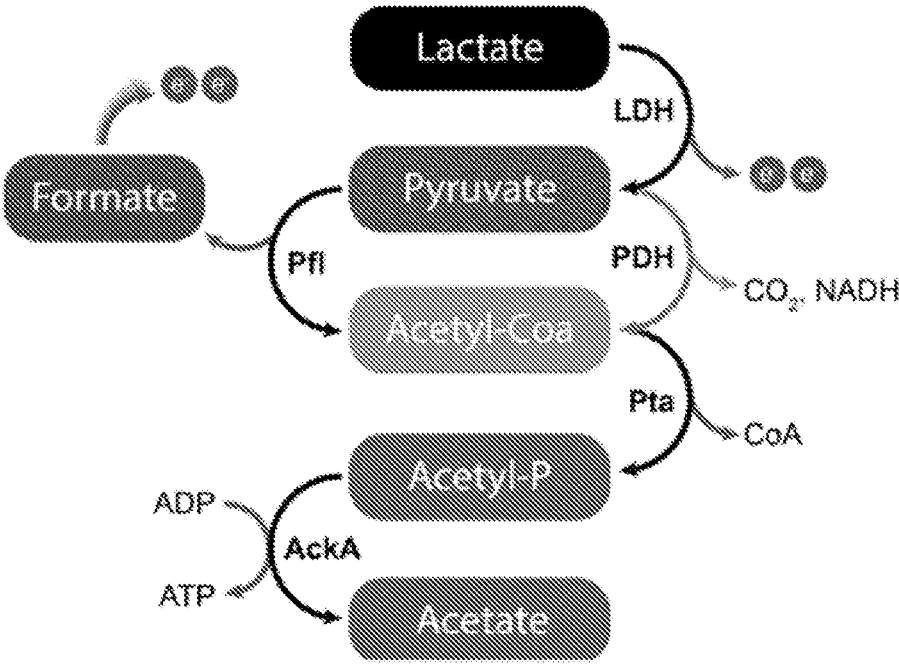 Lactate
LDH
Formate
Pyruvate
Pfl
PDH
CO2, NADH
Acetyl-Coa
Pta
CoA
Acetyl-P
ADP
AckA
ATP
Acetate